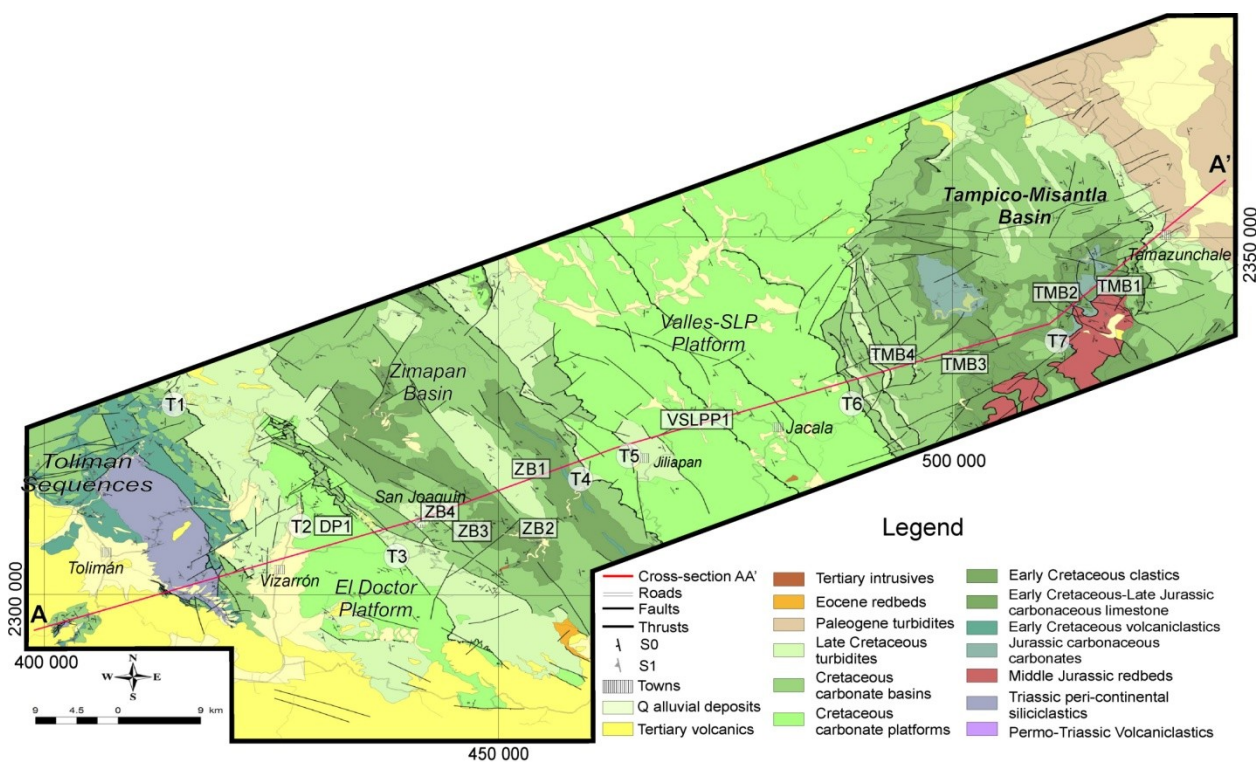 A'
Tampico-Misantla
Basin
Tamazunchale
2350 000
TMB1
TMB2
T7
Valles-SLP
Platform
TMB4
TMB3
Zimapan
Basin
T6
T1
VSLPP1
Jacala
500 000
Toliman
Sequences
T5
Jiliapan
ZB1
T4
San Joaquin
ZB4
T2
DP1
ZB3
ZB2
T3
Tolimán
Vizarrón
El Doctor
Platform
2300 000
A
400 000
N
W E
S
9 4.5 0 9 km
450 000
Legend
Cross-section AA'
Roads
Faults
Thrusts
S0
S1
Towns
Q alluvial deposits
Tertiary volcanics
Tertiary intrusives
Eocene redbeds
Paleogene turbidites
Late Cretaceous
turbidites
Cretaceous
carbonate basins
Cretaceous
carbonate platforms
Early Cretaceous clastics
Early Cretaceous-Late Jurassic
carbonaceous limestone
Early Cretaceous volcaniclastics
Jurassic carbonaceous
carbonates
Middle Jurassic redbeds
Triassic peri-continental
siliciclastics
Permo-Triassic Volcaniclastics